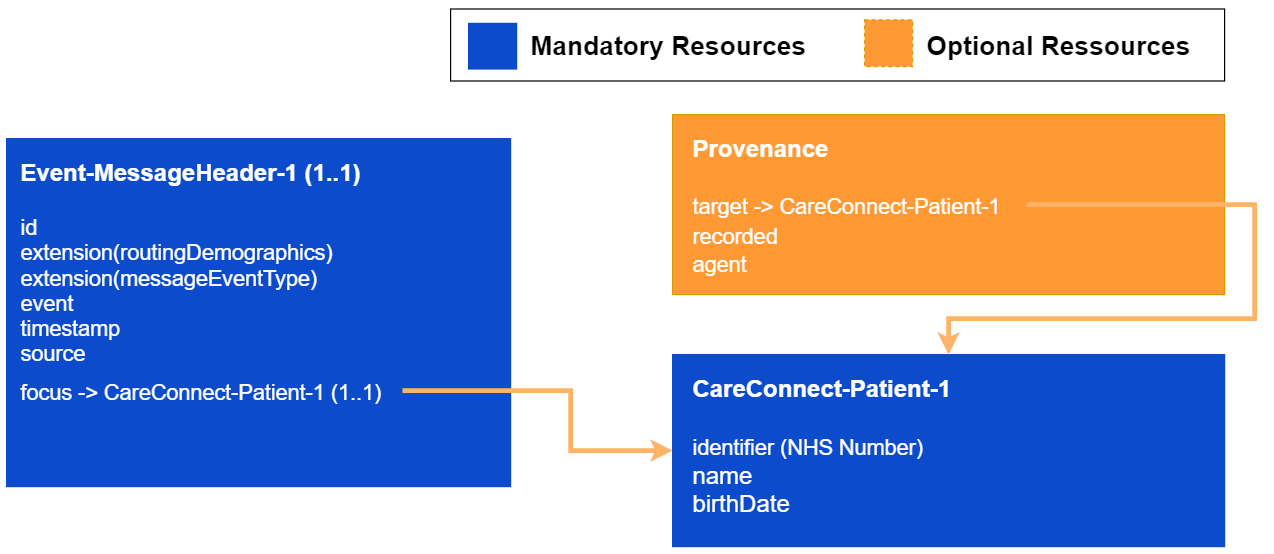 Mandatory Resources
Optional Ressources
Event-MessageHeader-1 (1..1)
id
extension(routingDemographics)
extension(messageEventType)
event
timestamp
source
focus -> CareConnect-Patient-1 (1..1)
Provenance
target -> CareConnect-Patient-1
recorded
agent
CareConnect-Patient-1
identifier (NHS Number)
name
birthDate